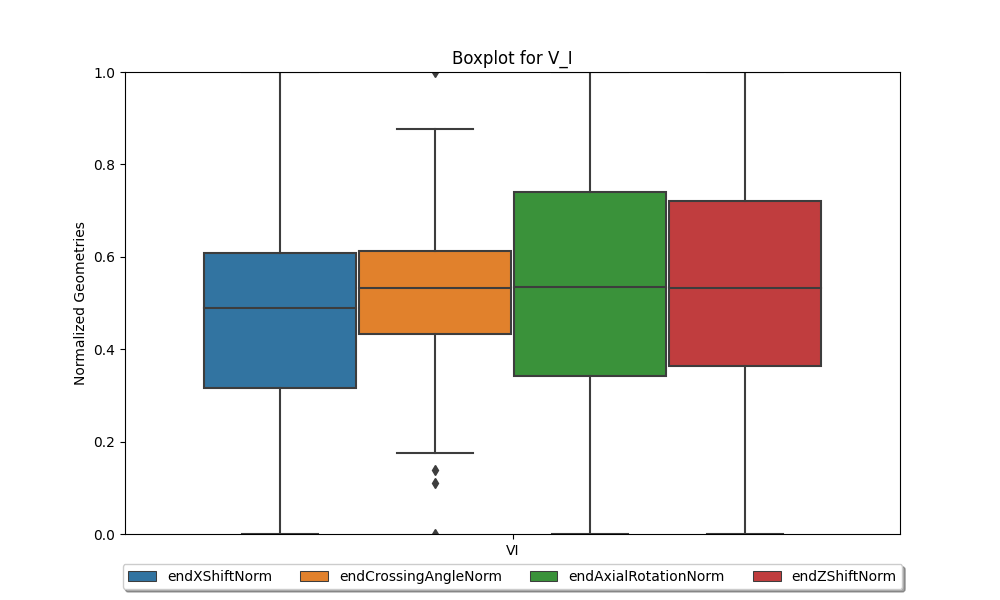 Boxplot for V_I
1.0
0.8
0.6
0.4
0.2
0.0
Normalized Geometries
VI
endXShiftNorm endCrossingAngleNorm endAxialRotationNorm endZShiftNorm